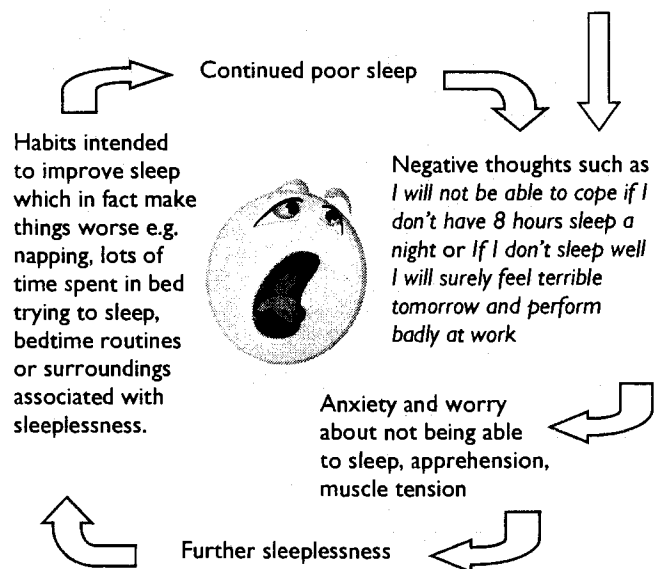 Continued poor sleep
Negative thoughts such as
I will not be able to cope if I
don't have 8 hours sleep a
night or If I don't sleep well
I will surely feel terrible
tomorrow and perform
badly at work
Anxiety and worry
about not being able
to sleep, apprehension,
muscle tension
Further sleeplessness
Habits intended
to improve sleep
which in fact make
things worse e.g.
napping, lots of
time spent in bed
trying to sleep,
bedtime routines
or surroundings
associated with
sleeplessness.